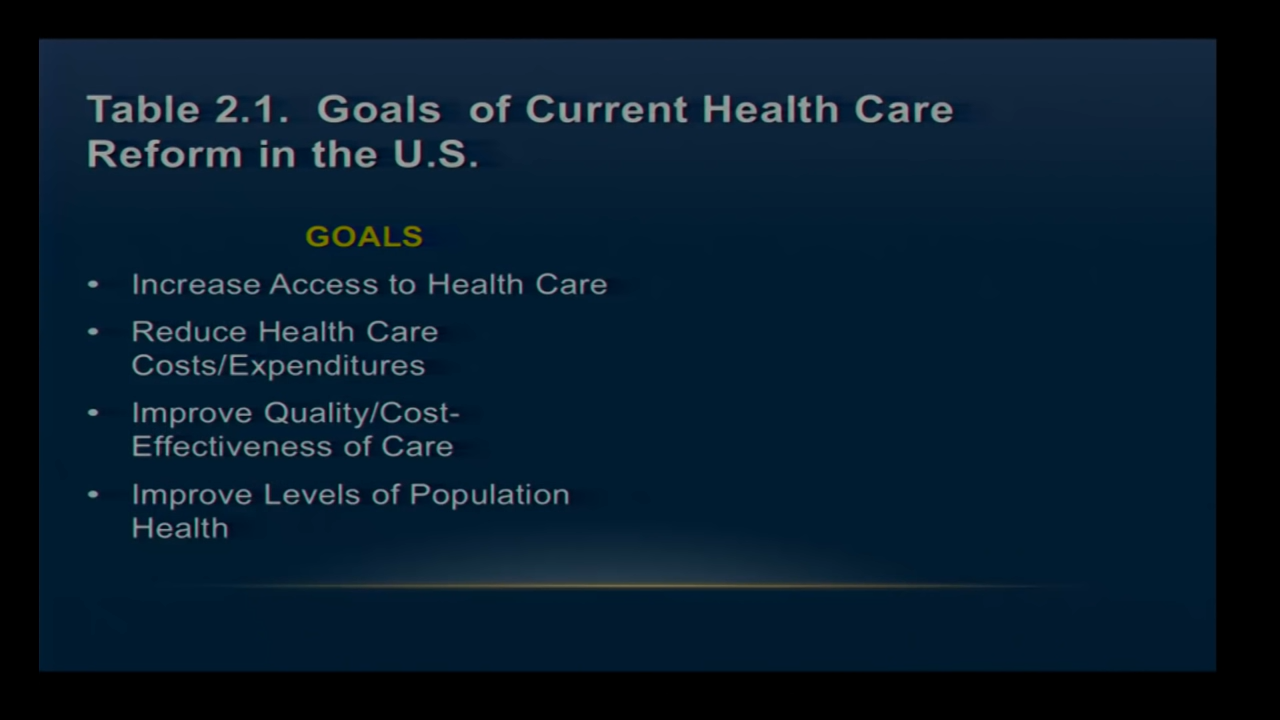 Table 2.1. Goals of Current Health Care
Reform in the U.S.
GOALS
• Increase Access to Health Care
• Reduce Health Care
Costs/Expenditures
• Improve Quality/Cost-
Effectiveness of Care
• Improve Levels of Population
Health